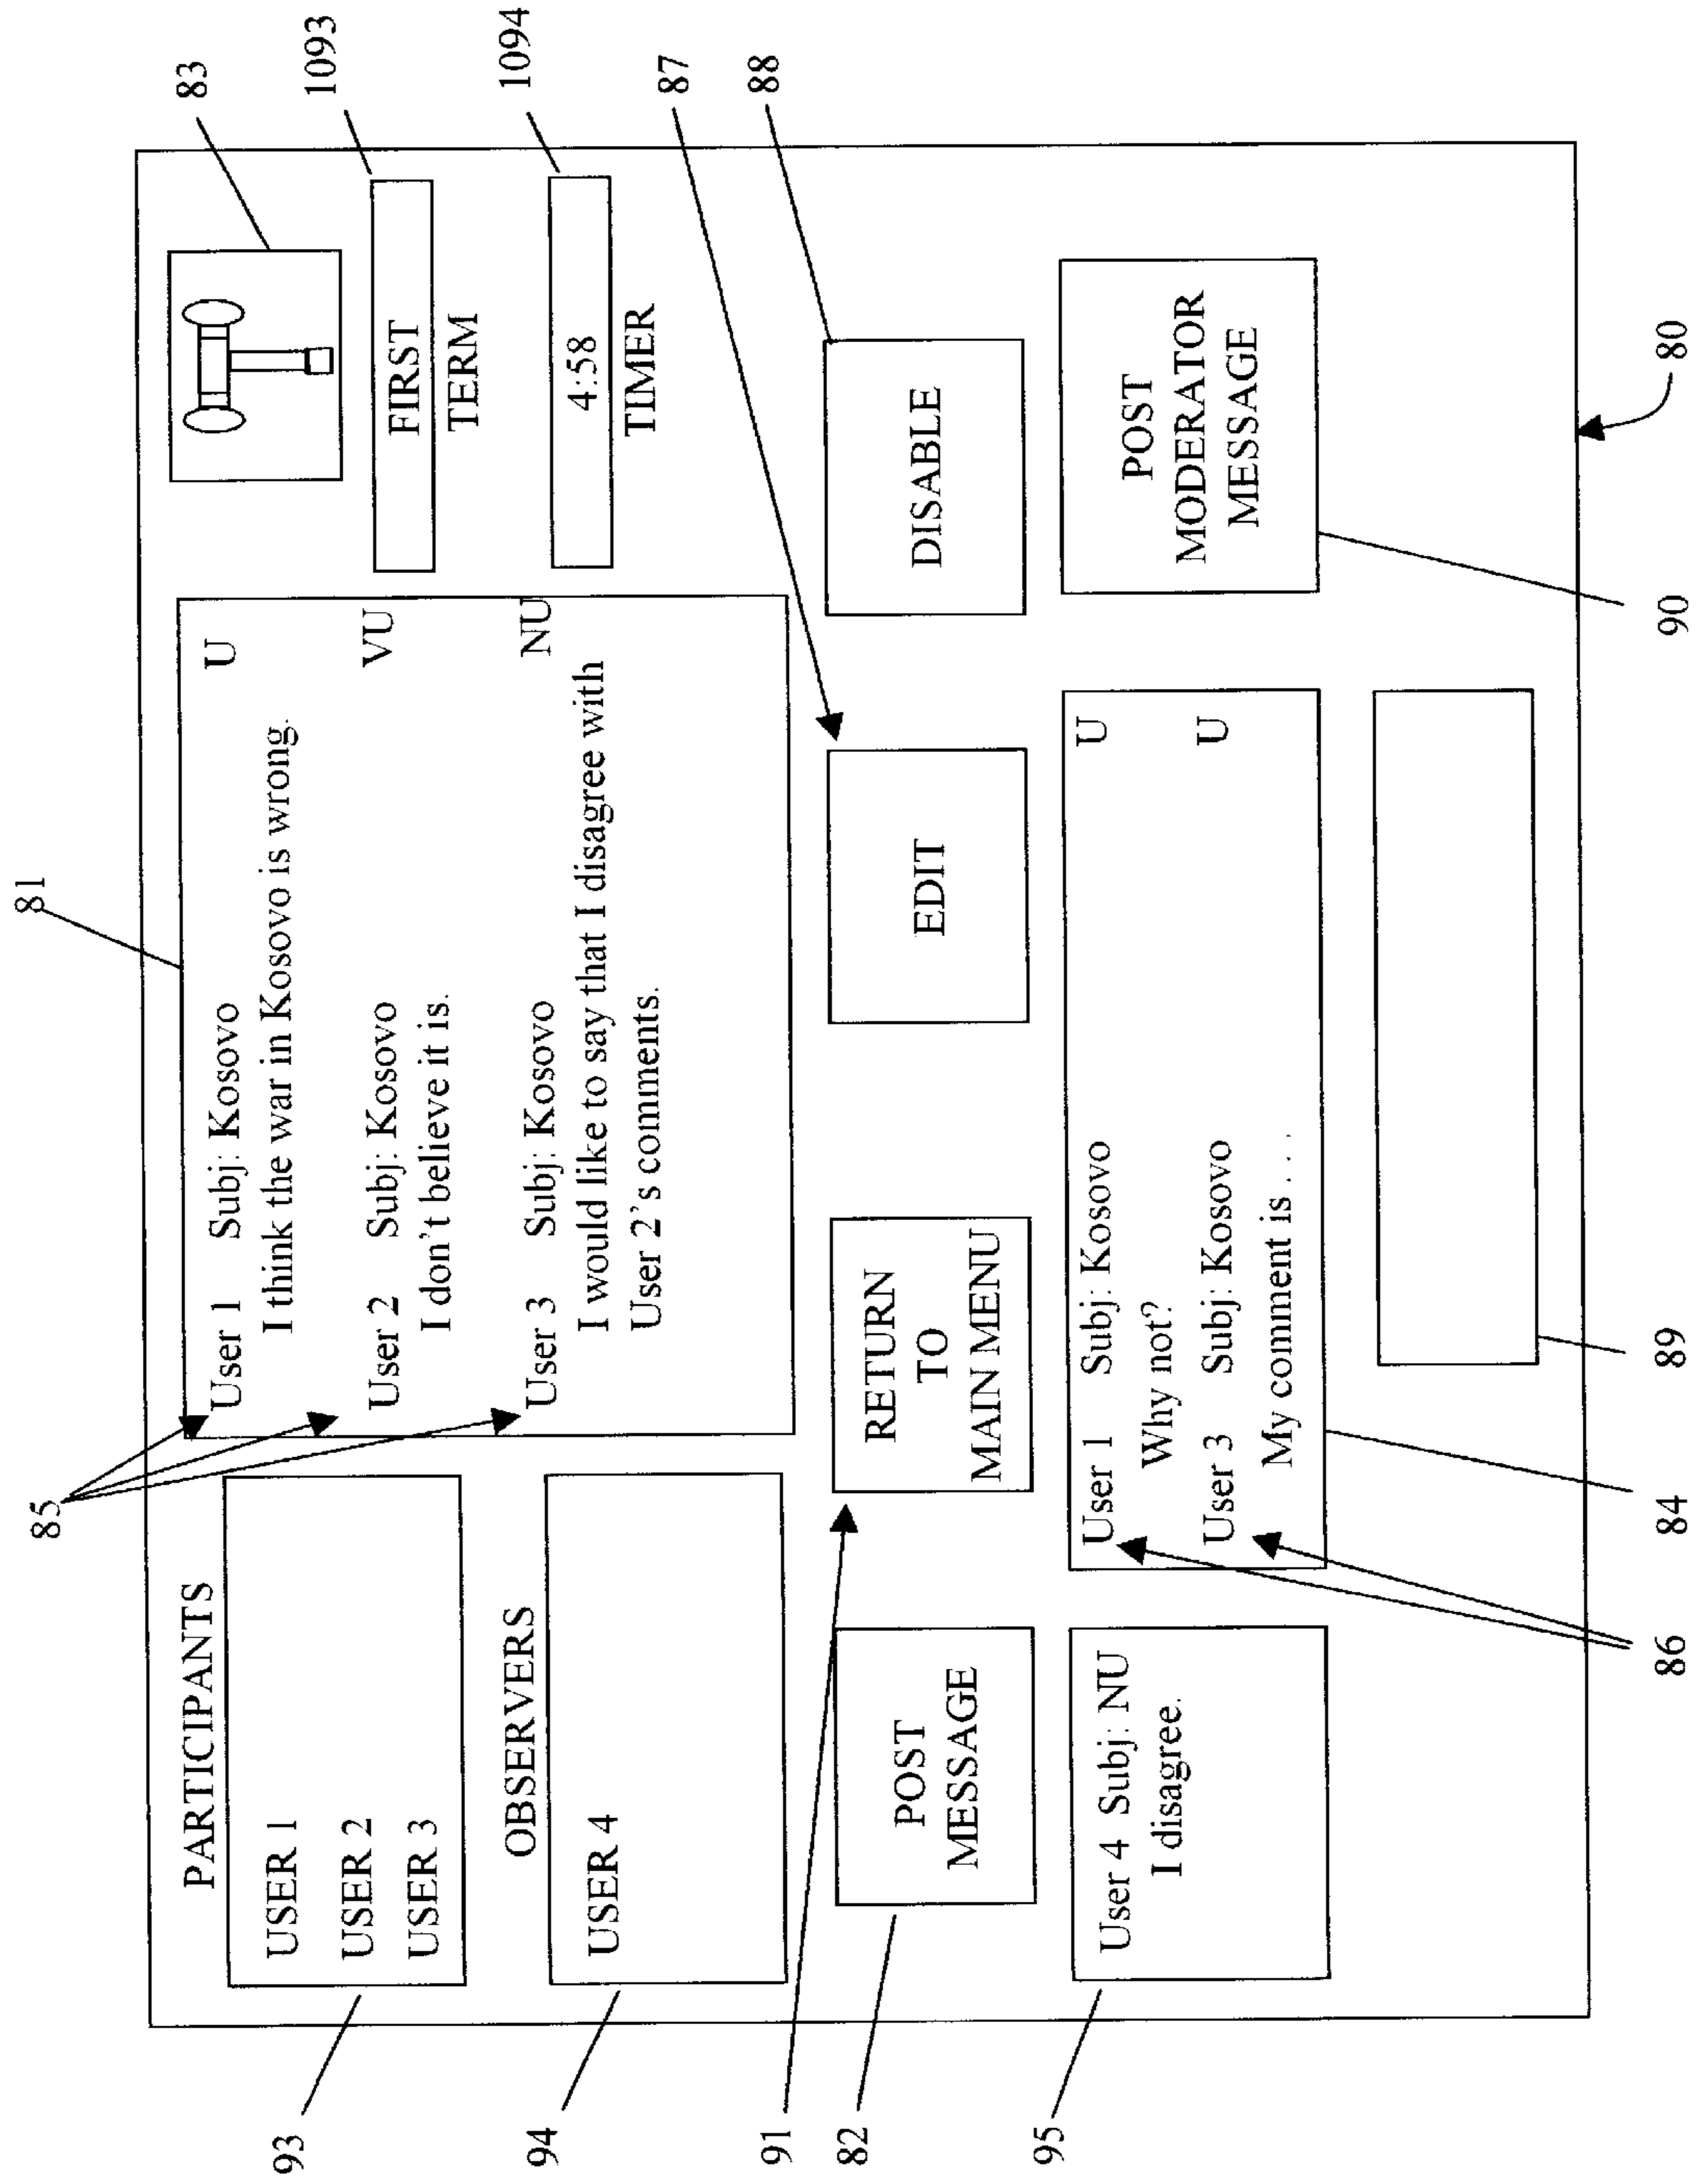 81
85
83
1093
1094
87
88
PARTICIPANTS
USER 1
USER 2
USER 3
93
OBSERVERS
USER 4
94
User 1 Subj: Kosovo U
I think the war in Kosovo is wrong.
User 2 Subj: Kosovo VU
I don't believe it is.
User 3 Subj: Kosovo NU
I would like to say that I disagree with
User 2's comments.
FIRST
TERM
4:58
TIMER
91
82
POST
MESSAGE
RETURN
TO
MAIN MENU
EDIT
DISABLE
95
User 4 Subj: NU
I disagree.
User 1 Subj: Kosovo U
Why not?
User 3 Subj: Kosovo U
My comment is . . . .
POST
MODERATOR
MESSAGE
86
84
89
90
80